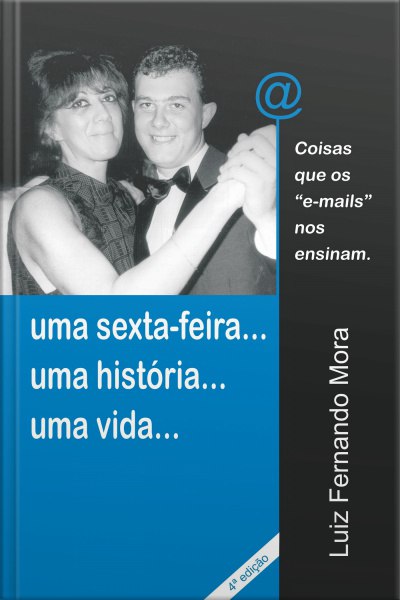 @
Coisas
que os
“e-mails”
nos
ensinam.
uma sexta-feira...
uma história...
uma vida...
Luiz Fernando Mora
4ª edição